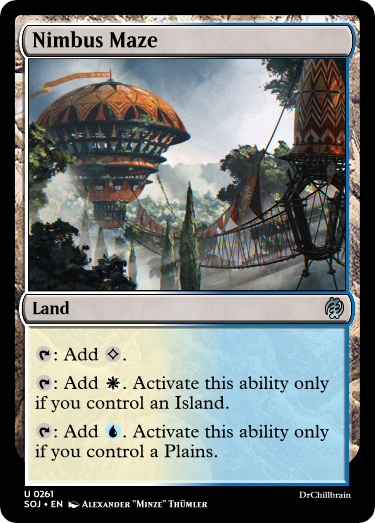 Nimbus Maze
Land
: Add .
: Add . Activate this ability only
if you control an Island.
: Add . Activate this ability only
if you control a Plains.
U 0261
SOJ • EN ALEXANDER "MINZE" THÜMLER
DrChillbrain